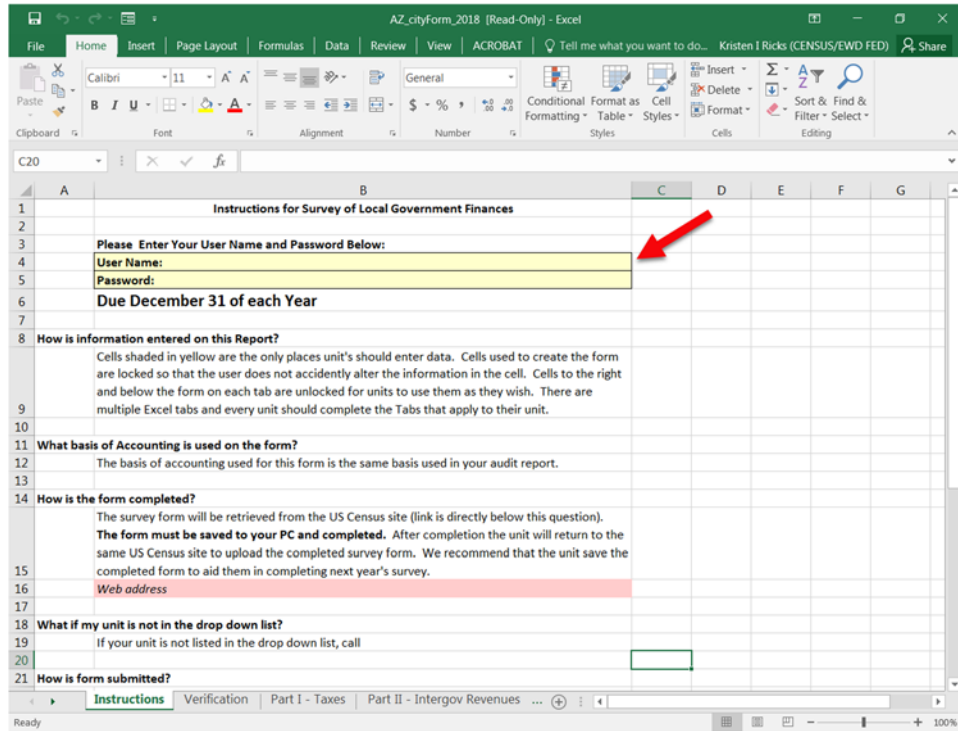 AZ_cityForm_2018 [Read-Only] - Excel
File Home Insert Page Layout Formulas Data Review View ACROBAT Tell me what you want to do... Kristen I Ricks (CENSUS/EWD FED) Share
Paste
Clipboard
Calibri 11
B I U
Font
Alignment
General
$ % ,
Number
Conditional Formatting
Format as Table
Cell Styles
Styles
Insert
Delete
Format
Cells
Sort & Filter
Find & Select
Editing
C20 fx
A B C D E F G
1 Instructions for Survey of Local Government Finances
2
3 Please Enter Your User Name and Password Below:
4 User Name:
5 Password:
6 Due December 31 of each Year
7
8 How is information entered on this Report?
Cells shaded in yellow are the only places unit's should enter data. Cells used to create the form
are locked so that the user does not accidently alter the information in the cell. Cells to the right
and below the form on each tab are unlocked for units to use them as they wish. There are
9 multiple Excel tabs and every unit should complete the Tabs that apply to their unit.
10
11 What basis of Accounting is used on the form?
12 The basis of accounting used for this form is the same basis used in your audit report.
13
14 How is the form completed?
The survey form will be retrieved from the US Census site (link is directly below this question).
The form must be saved to your PC and completed. After completion the unit will return to the
same US Census site to upload the completed survey form. We recommend that the unit save the
15 completed form to aid them in completing next year's survey.
16 Web address
17
18 What if my unit is not in the drop down list?
19 If your unit is not listed in the drop down list, call
20
21 How is form submitted?
Instructions Verification Part I - Taxes Part II - Intergov Revenues ...
Ready 100%